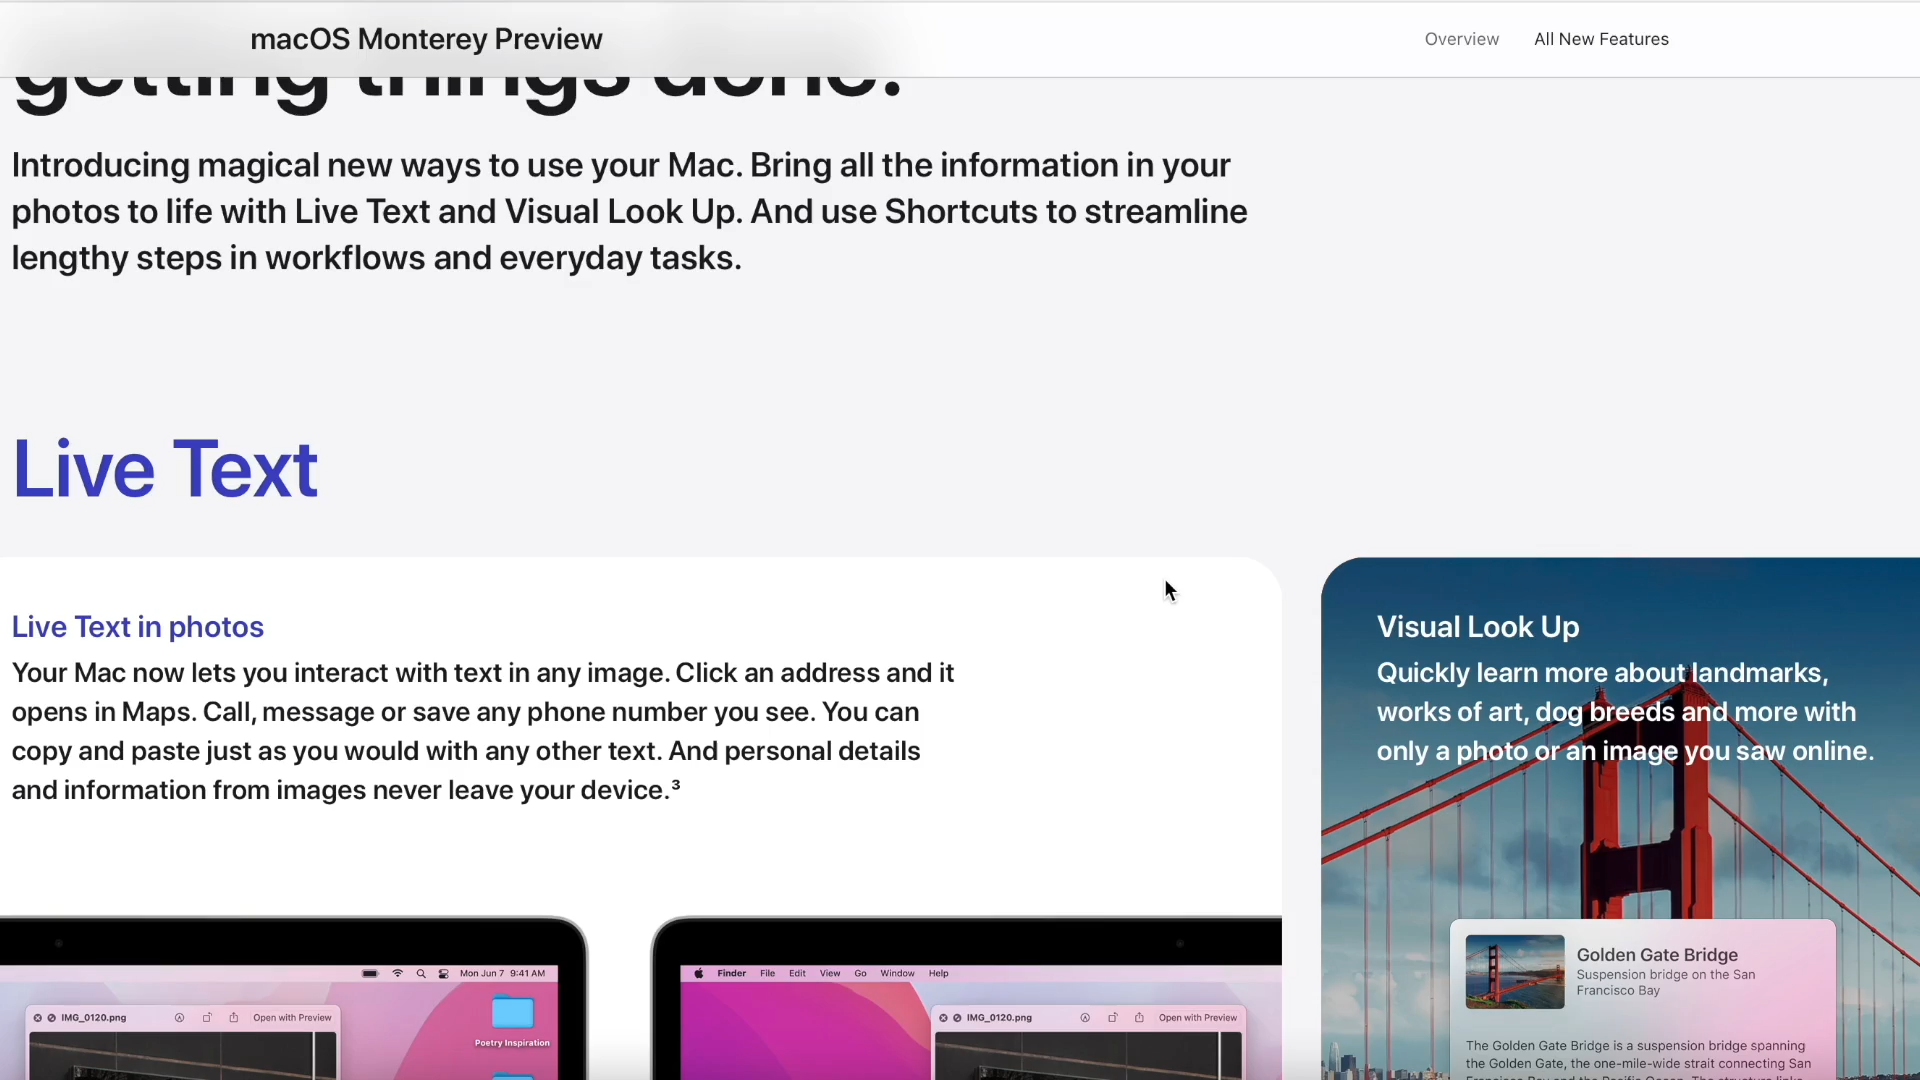 macOS Monterey Preview
Overview
All New Features
getting things done.
Introducing magical new ways to use your Mac. Bring all the information in your
photos to life with Live Text and Visual Look Up. And use Shortcuts to streamline
lengthy steps in workflows and everyday tasks.
Live Text
Live Text in photos
Your Mac now lets you interact with text in any image. Click an address and it
opens in Maps. Call, message or save any phone number you see. You can
copy and paste just as you would with any other text. And personal details
and information from images never leave your device.³
Visual Look Up
Quickly learn more about landmarks,
works of art, dog breeds and more with
only a photo or an image you saw online.
Mon Jun 7 9:41 AM
IMG_0120.png
Open with Preview
Poetry Inspiration
Finder File Edit View Go Window Help
IMG_0120.png
Open with Preview
Golden Gate Bridge
Suspension bridge on the San
Francisco Bay
The Golden Gate Bridge is a suspension bridge spanning
the Golden Gate, the one-mile-wide strait connecting San